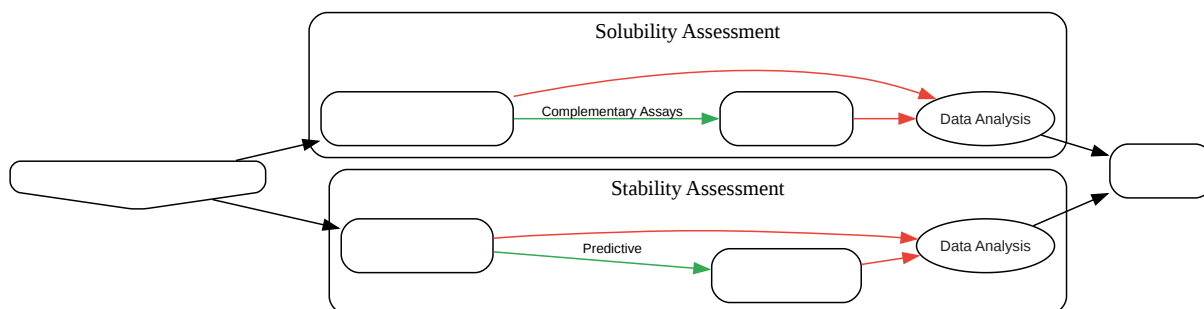 Solubility Assessment
Complementary Assays
Data Analysis
Stability Assessment
Predictive
Data Analysis